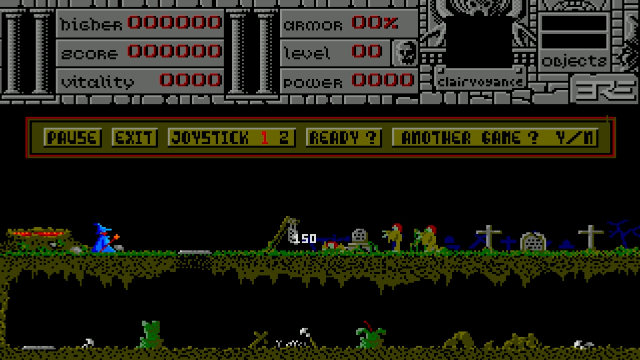 higher 000000 armor 00%
score 000000 level 00
vitality 0000 power 0000
clairvoyance
objects
ERE
PAUSE EXIT JOYSTICK 1 2 READY ? ANOTHER GAME ? Y/N
150